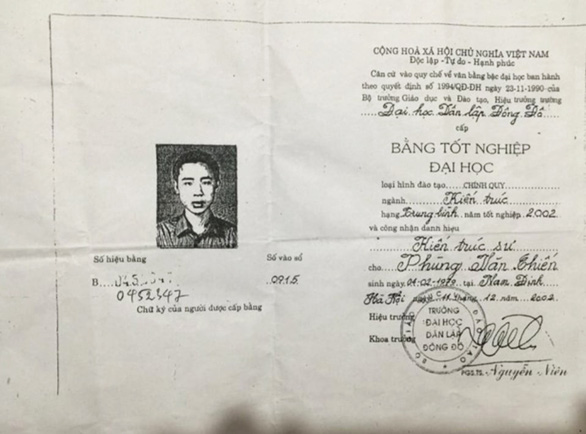 CỘNG HOÀ XÃ HỘI CHỦ NGHĨA VIỆT NAM
Độc lập - Tự do - Hạnh phúc
Căn cứ vào quy chế về văn bằng bậc đại học ban hành
theo quyết định số 1994/QD-DH ngày 23-11-1990 của
Bộ trưởng Giáo dục và Đào tạo, Hiệu trưởng trường
Đại học Dân lập Đông Đô
cấp
BẰNG TỐT NGHIỆP
ĐẠI HỌC
loại hình đào tạo CHÍNH QUY
ngành Kiến trúc
hạng Trung bình năm tốt nghiệp 2002
và công nhận danh hiệu
Kiến trúc sư
cho Phùng Văn Chiến
sinh ngày 01-02-1979 tại Nam Định
Hà Nội ngày 11 tháng 12 năm 2002
Hiệu trưởng
Khoa trưởng
TRƯỜNG
ĐẠI HỌC
DÂN LẬP
ĐÔNG ĐÔ
PGS.TS. Nguyễn Niên
Số hiệu bằng
Số vào sổ
B
0915
0452347
Chữ ký của người được cấp bằng